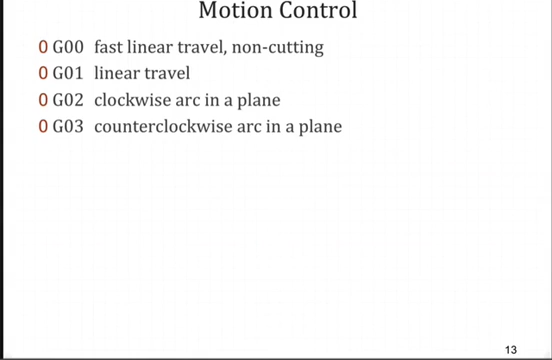 Motion Control
0 G00 fast linear travel, non-cutting
0 G01 linear travel
0 G02 clockwise arc in a plane
0 G03 counterclockwise arc in a plane
13